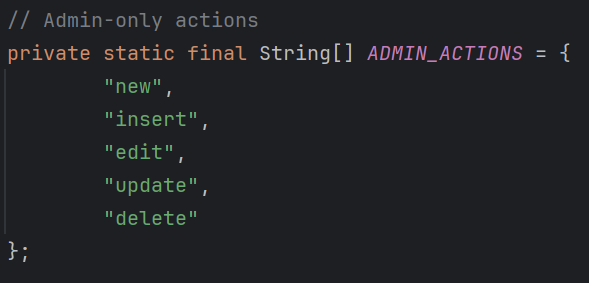 // Admin-only actions
private static final String[] ADMIN_ACTIONS = {
"new",
"insert",
"edit",
"update",
"delete"
};